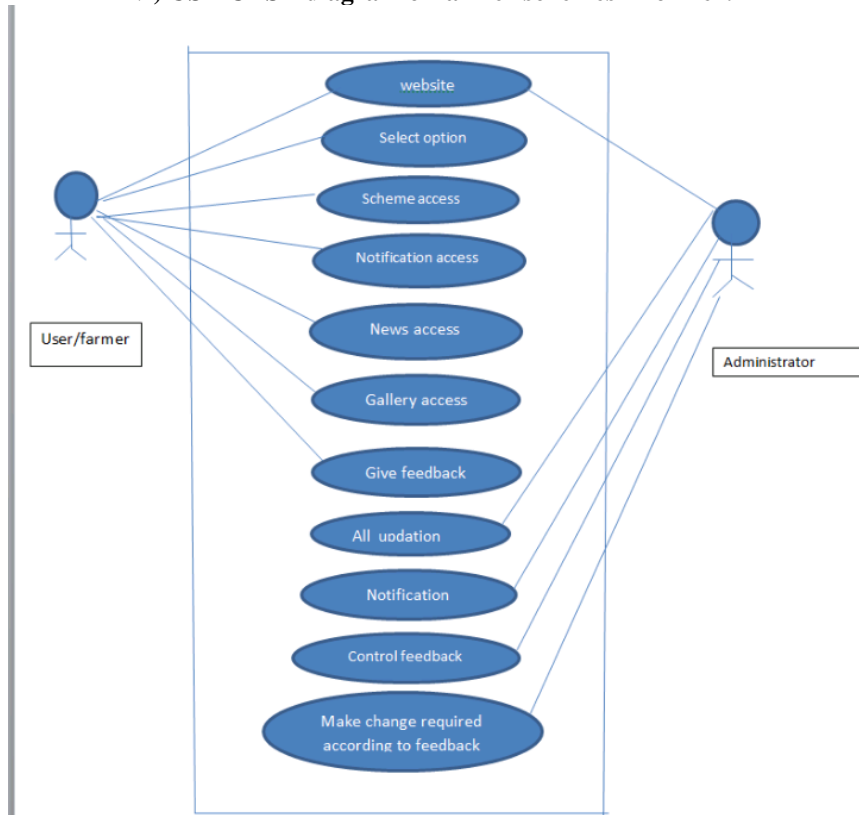 website
Select option
Scheme access
Notification access
News access
Gallery access
Give feedback
All updation
Notification
Control feedback
Make change required
according to feedback
User/farmer
Administrator